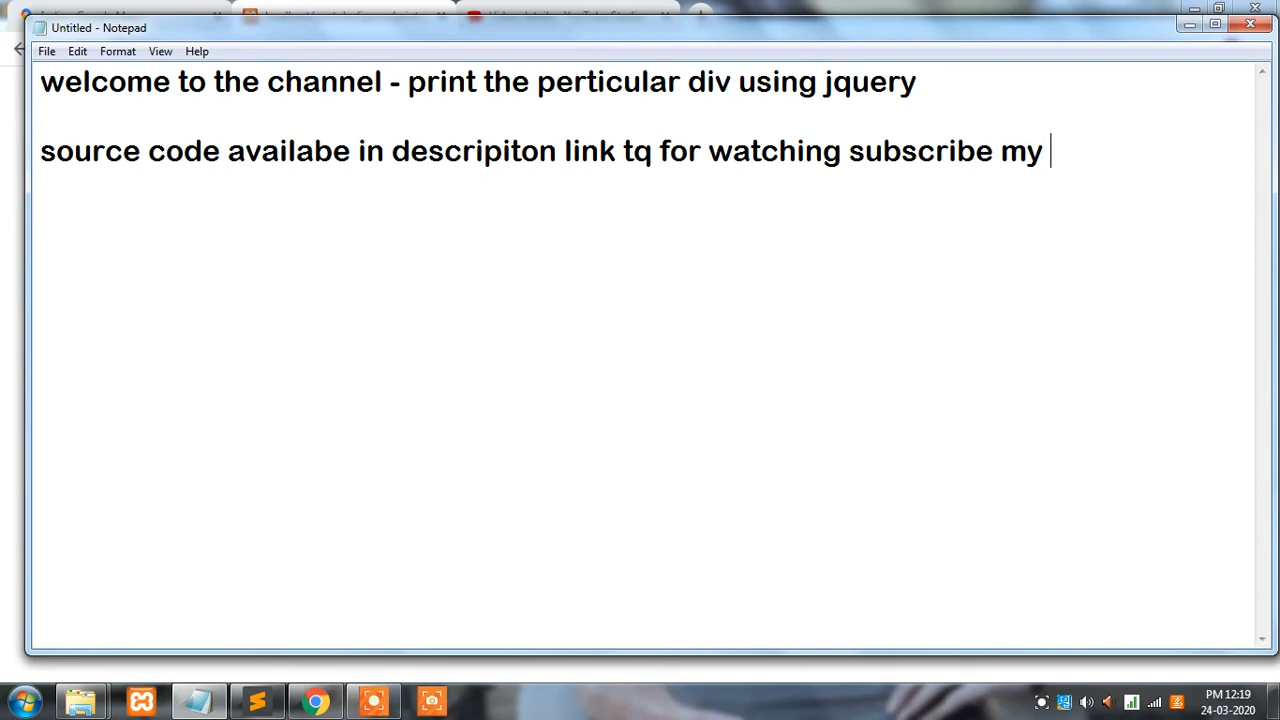 Untitled - Notepad
File Edit Format View Help
welcome to the channel - print the perticular div using jquery
source code availabe in descripiton link tq for watching subscribe my
PM 12:19
24-03-2020